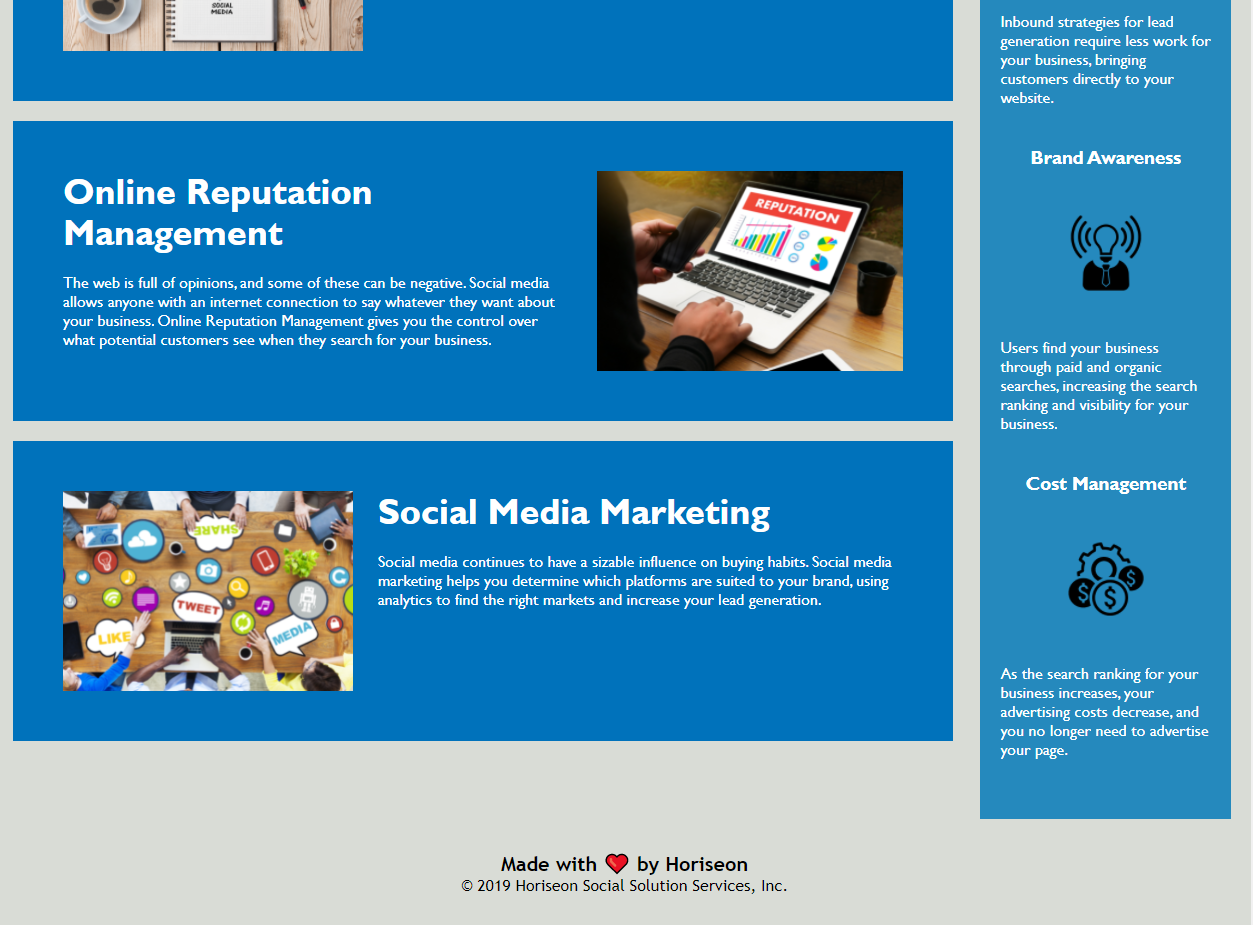 SOCIAL
MEDIA
Online Reputation
Management
The web is full of opinions, and some of these can be negative. Social media
allows anyone with an internet connection to say whatever they want about
your business. Online Reputation Management gives you the control over
what potential customers see when they search for your business.
REPUTATION
SHARE
TWEET
LIKE
MEDIA
Social Media Marketing
Social media continues to have a sizable influence on buying habits. Social media
marketing helps you determine which platforms are suited to your brand, using
analytics to find the right markets and increase your lead generation.
Inbound strategies for lead
generation require less work for
your business, bringing
customers directly to your
website.
Brand Awareness
Users find your business
through paid and organic
searches, increasing the search
ranking and visibility for your
business.
Cost Management
$
$
$
As the search ranking for your
business increases, your
advertising costs decrease, and
you no longer need to advertise
your page.
Made with ❤️ by Horiseon
© 2019 Horiseon Social Solution Services, Inc.